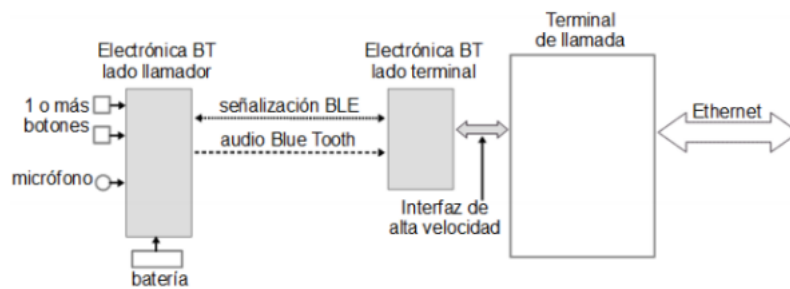 Electrónica BT
lado llamador
Electrónica BT
lado terminal
Terminal
de llamada
1 o más
botones
señalización BLE
audio Blue Tooth
Ethernet
micrófono
Interfaz de
alta velocidad
batería